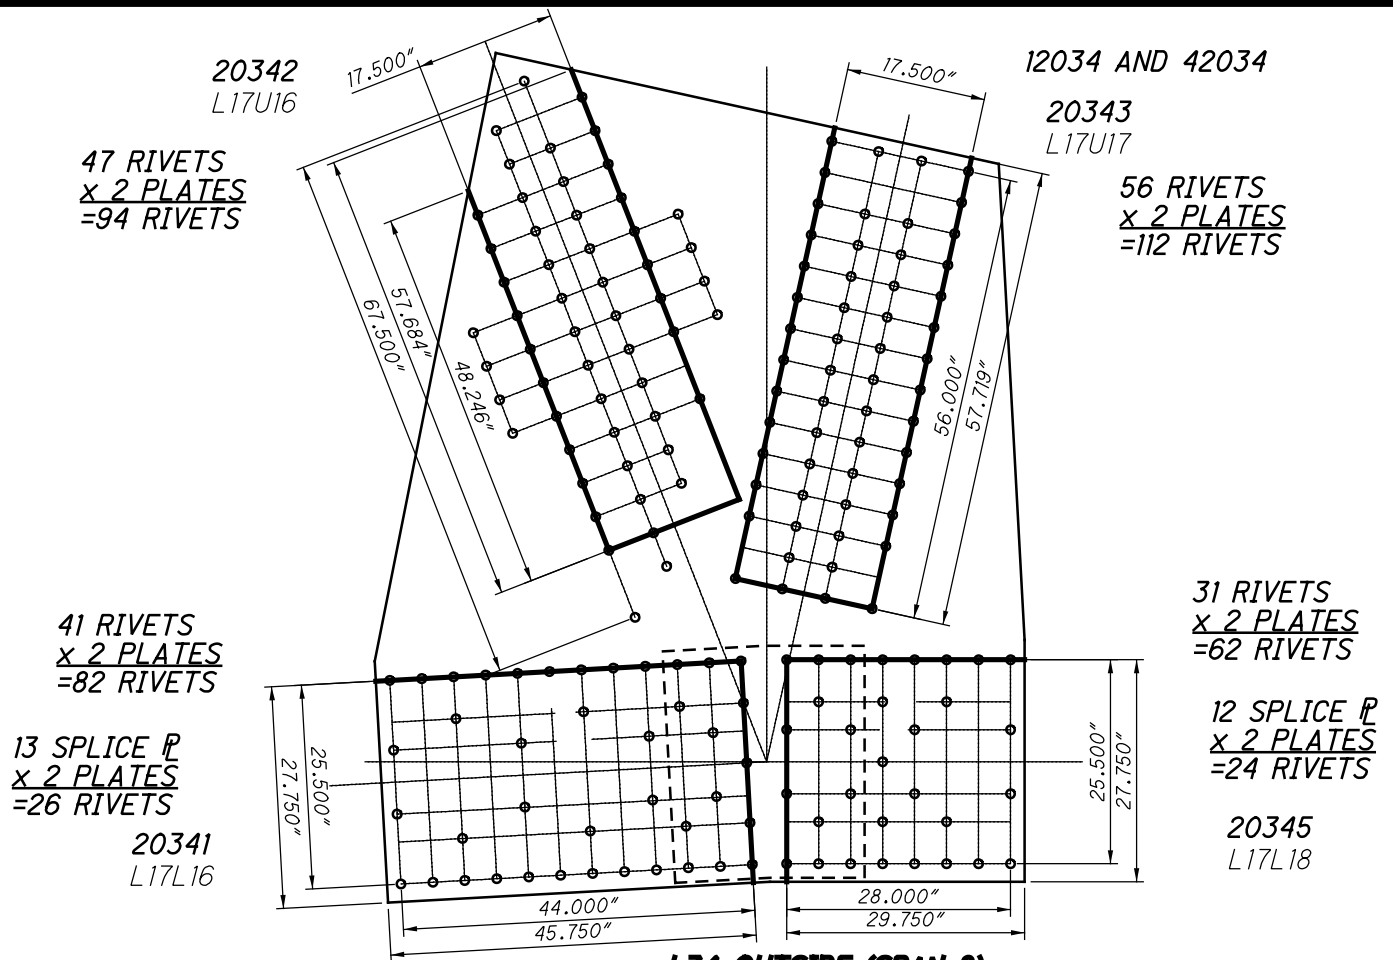 20342
L17U16
17.500"
17.500"
12034 AND 42034
20343
L17U17
47 RIVETS
x 2 PLATES
=94 RIVETS
56 RIVETS
x 2 PLATES
=112 RIVETS
67.500"
57.684"
48.246"
56.000"
57.719"
41 RIVETS
x 2 PLATES
=82 RIVETS
31 RIVETS
x 2 PLATES
=62 RIVETS
13 SPLICE PL
x 2 PLATES
=26 RIVETS
12 SPLICE PL
x 2 PLATES
=24 RIVETS
27.750"
25.500"
25.500"
27.750"
20341
L17L16
20345
L17L18
44.000"
45.750"
28.000"
29.750"